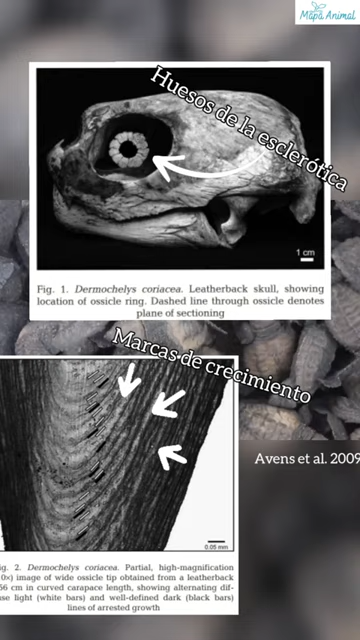 Mapa Animal
Huesos de la esclerótica
1 cm
Fig. 1. Dermochelys coriacea. Leatherback skull, showing
location of ossicle ring. Dashed line through ossicle denotes
plane of sectioning
Marcas de crecimiento
Avens et al. 2009
0.05 mm
ig. 2. Dermochelys coriacea. Partial, high-magnification
0×) image of wide ossicle tip obtained from a leatherback
56 cm in curved carapace length, showing alternating dif-
use light (white bars) and well-defined dark (black bars)
lines of arrested growth